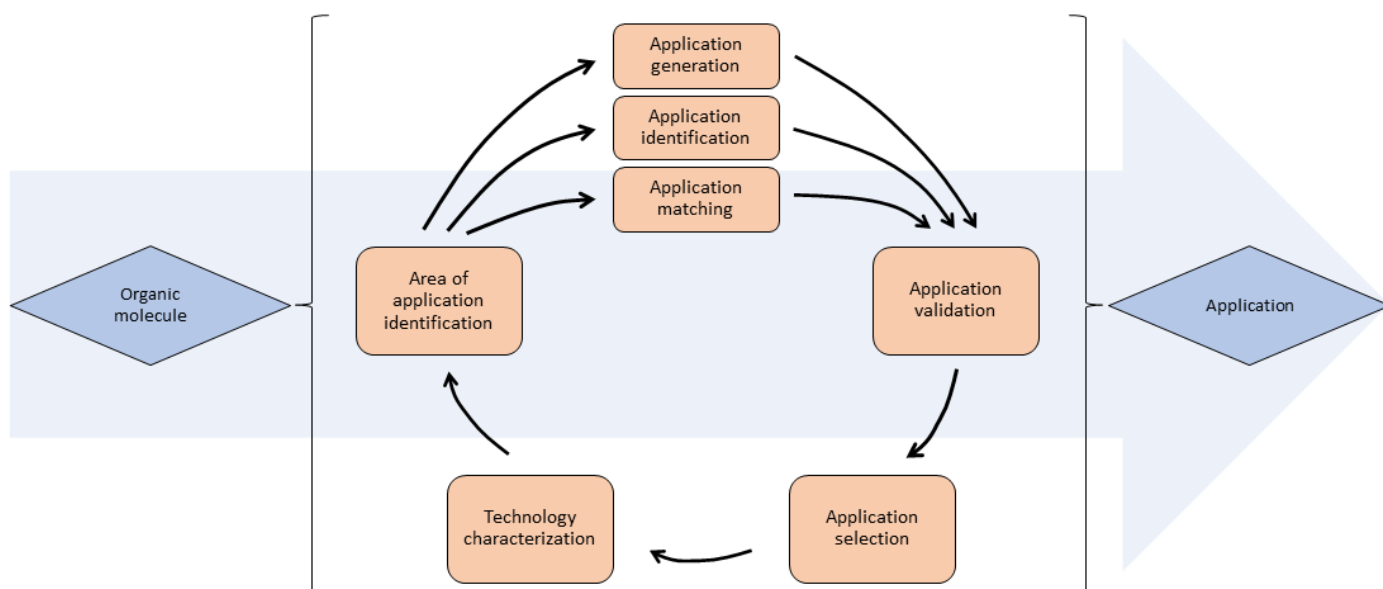 Application
generation
Application
identification
Application
matching
Organic
molecule
Area of
application
identification
Application
validation
Application
Technology
characterization
Application
selection